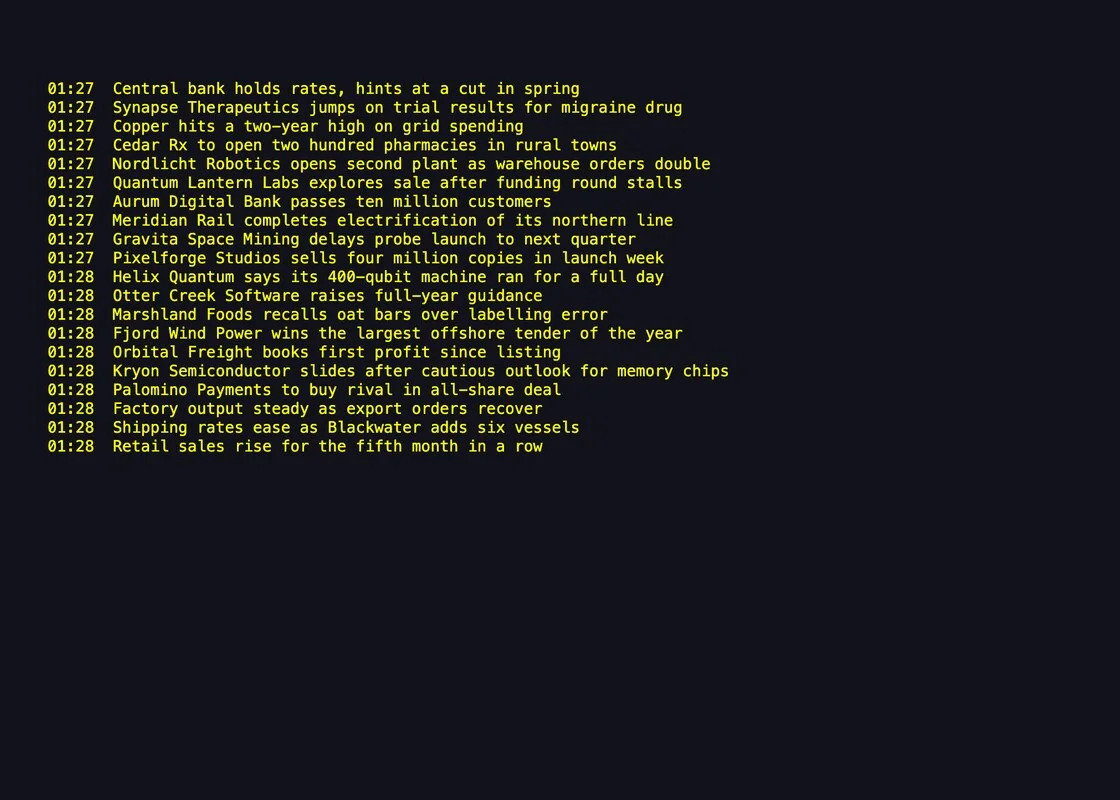 01:27  Central bank holds rates, hints at a cut in spring
01:27  Synapse Therapeutics jumps on trial results for migraine drug
01:27  Copper hits a two-year high on grid spending
01:27  Cedar Rx to open two hundred pharmacies in rural towns
01:27  Nordlicht Robotics opens second plant as warehouse orders double
01:27  Quantum Lantern Labs explores sale after funding round stalls
01:27  Aurum Digital Bank passes ten million customers
01:27  Meridian Rail completes electrification of its northern line
01:27  Gravita Space Mining delays probe launch to next quarter
01:27  Pixelforge Studios sells four million copies in launch week
01:28  Helix Quantum says its 400-qubit machine ran for a full day
01:28  Otter Creek Software raises full-year guidance
01:28  Marshland Foods recalls oat bars over labelling error
01:28  Fjord Wind Power wins the largest offshore tender of the year
01:28  Orbital Freight books first profit since listing
01:28  Kryon Semiconductor slides after cautious outlook for memory chips
01:28  Palomino Payments to buy rival in all-share deal
01:28  Factory output steady as export orders recover
01:28  Shipping rates ease as Blackwater adds six vessels
01:28  Retail sales rise for the fifth month in a row